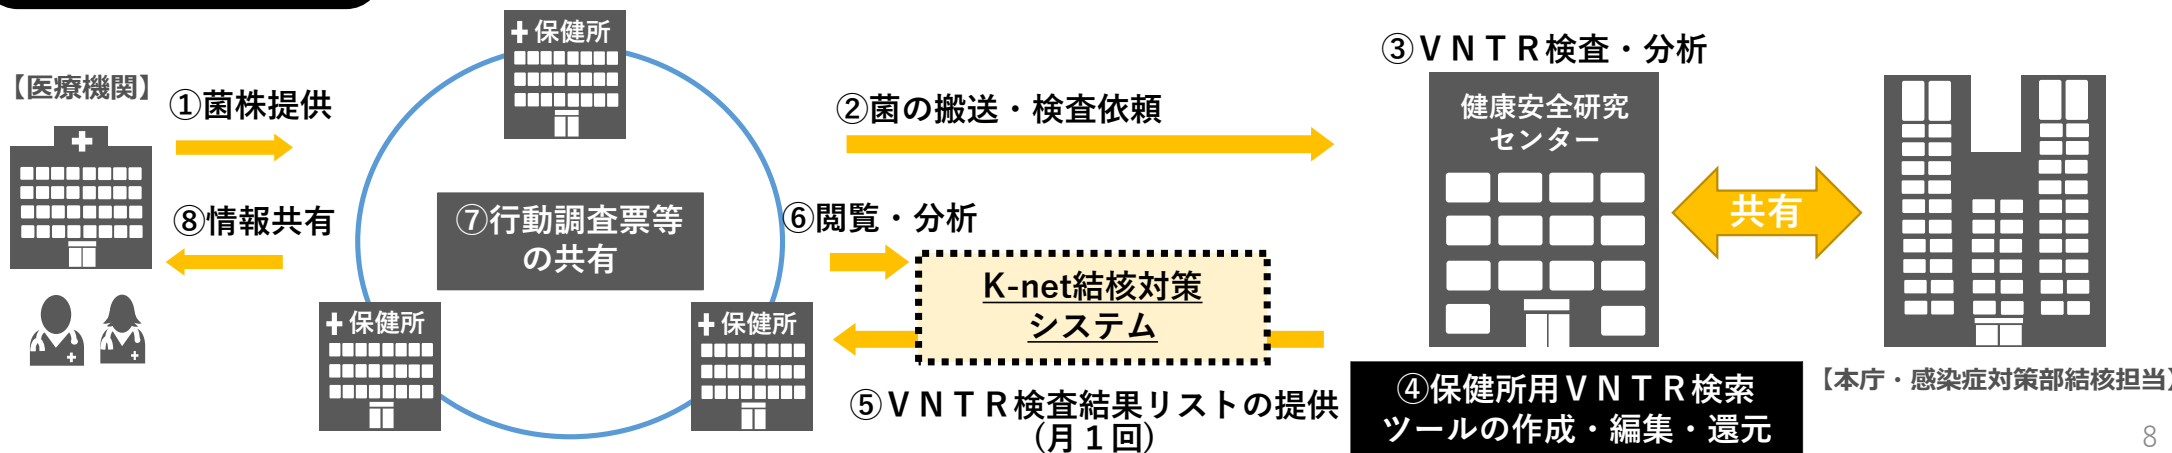 【医療機関】
①菌株提供
⑧情報共有
保健所
⑦行動調査票等
の共有
保健所
保健所
②菌の搬送・検査依頼
⑥閲覧・分析
K-net結核対策
システム
⑤ＶＮＴＲ検査結果リストの提供
（月１回）
③ＶＮＴＲ検査・分析
健康安全研究
センター
④保健所用ＶＮＴＲ検索
ツールの作成・編集・還元
共有
【本庁・感染症対策部結核担当】
8